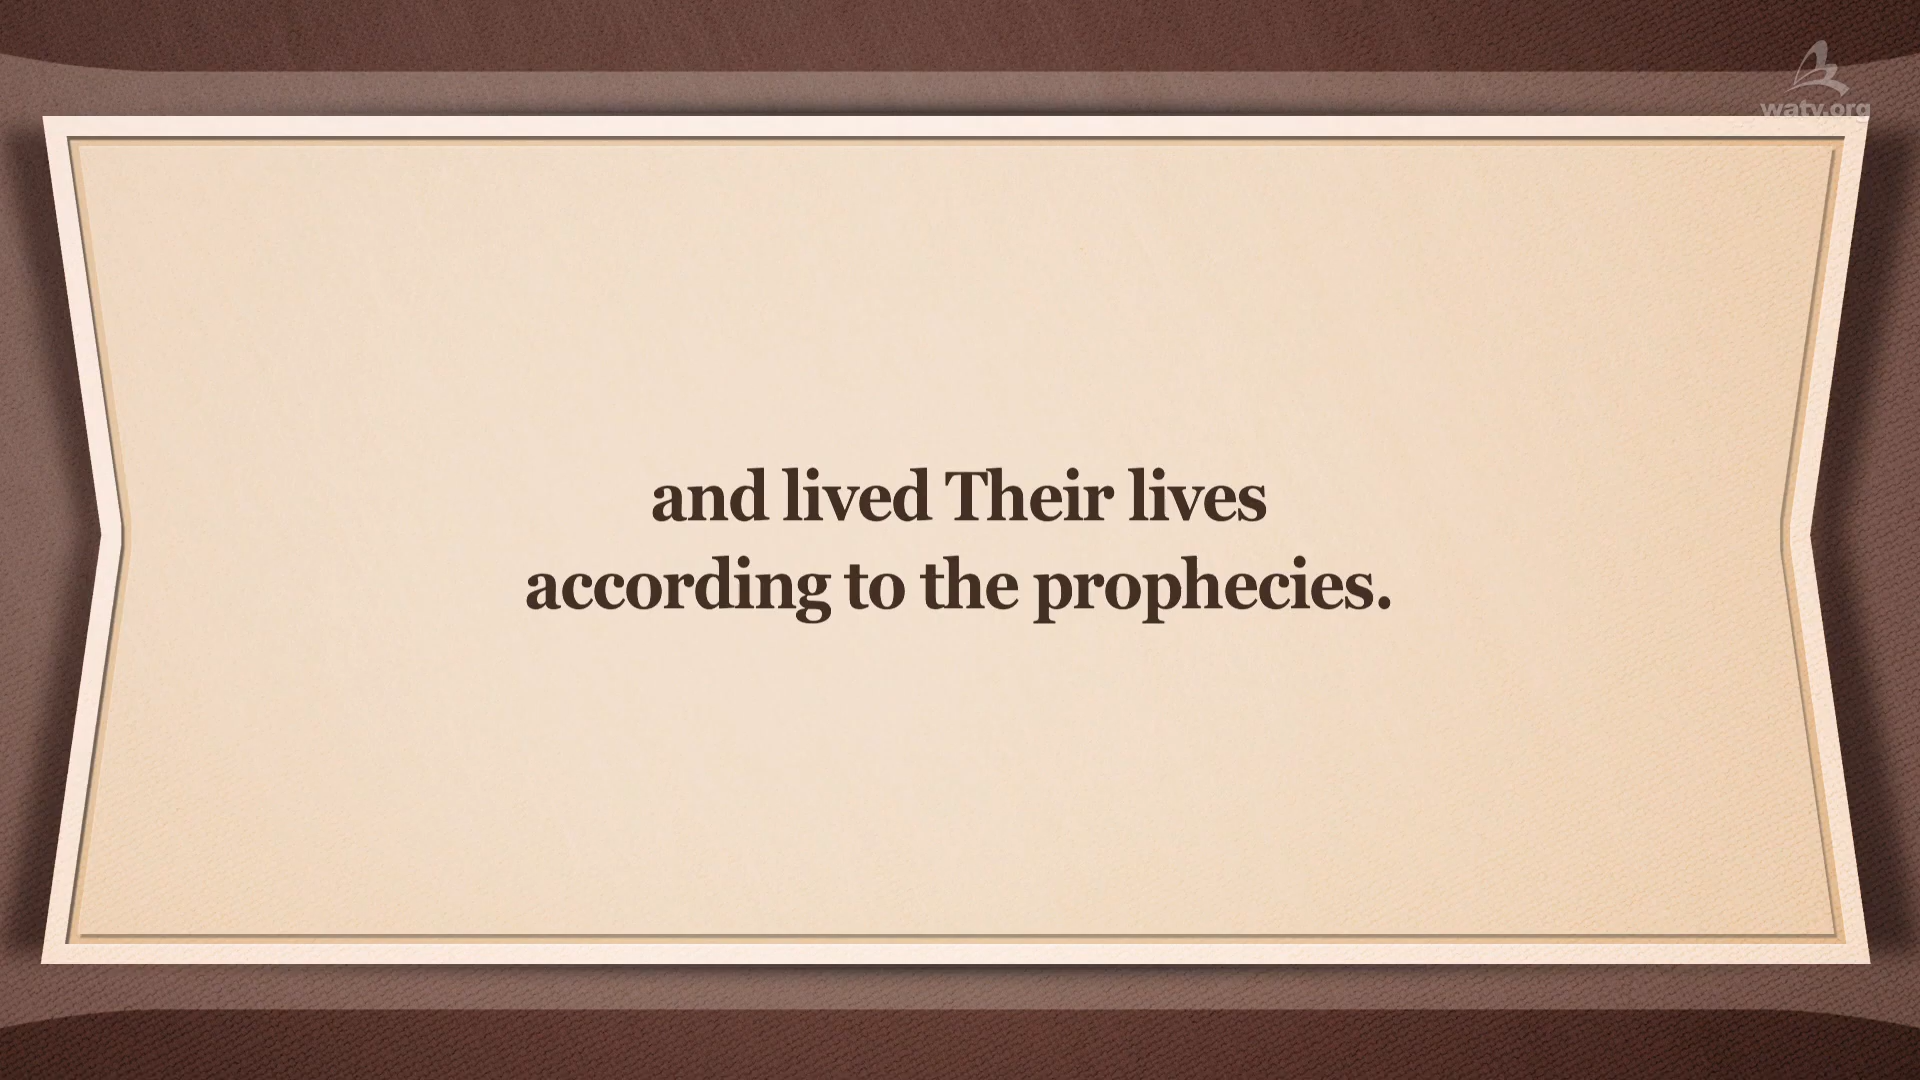 watv.org
and lived Their lives
according to the prophecies.